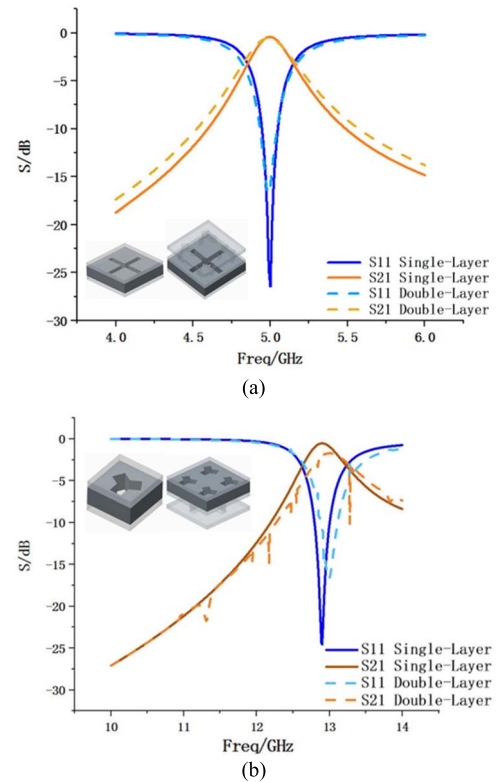 0
-5
-10
-15
-20
-25
-30
S/dB
S11 Single-Layer
S21 Single-Layer
S11 Double-Layer
S21 Double-Layer
4.0 4.5 5.0 5.5 6.0
Freq/GHz
(a)
0
-5
-10
-15
-20
-25
-30
S/dB
S11 Single-Layer
S21 Single-Layer
S11 Double-Layer
S21 Double-Layer
10 11 12 13 14
Freq/GHz
(b)